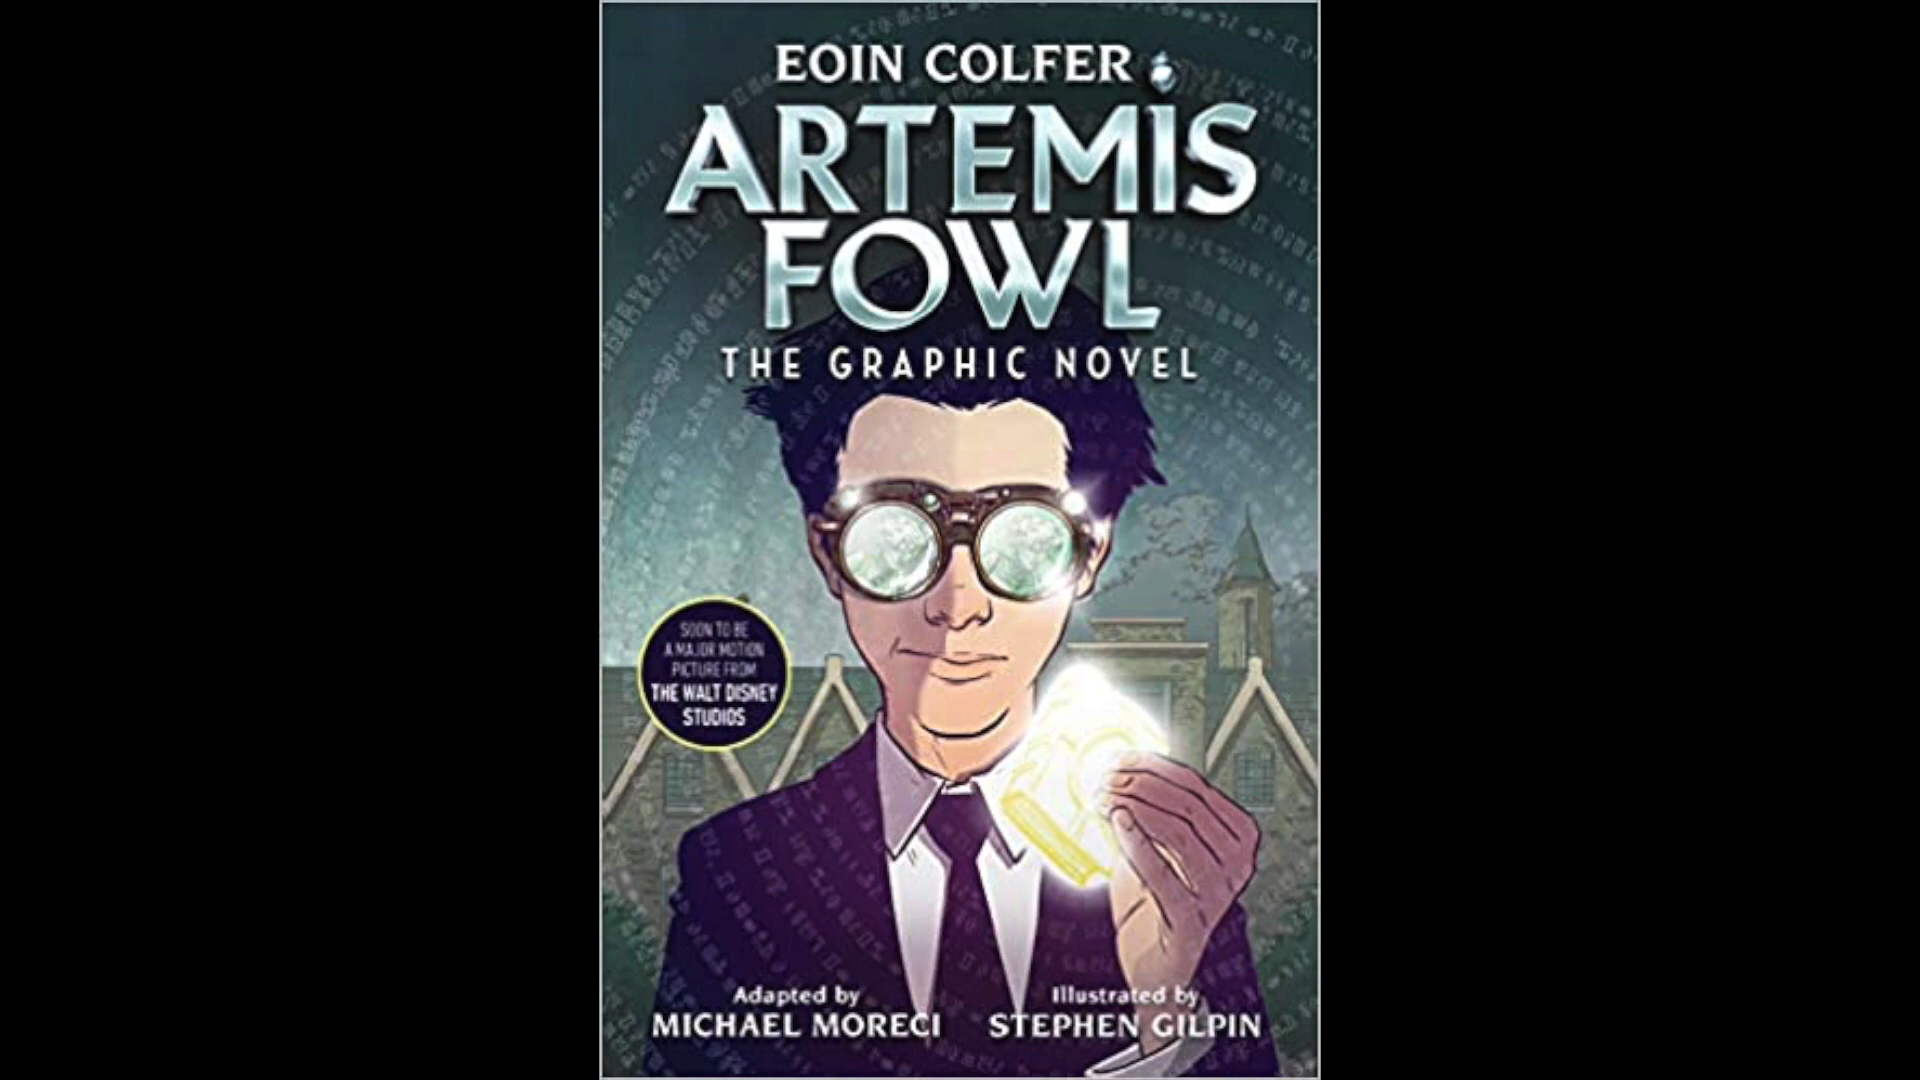 EOIN COLFER
ARTEMIS
FOWL
THE GRAPHIC NOVEL
SOON TO BE
A MAJOR MOTION
PICTURE FROM
THE WALT DISNEY
STUDIOS
Adapted by
MICHAEL MORECI
Illustrated by
STEPHEN GILPIN